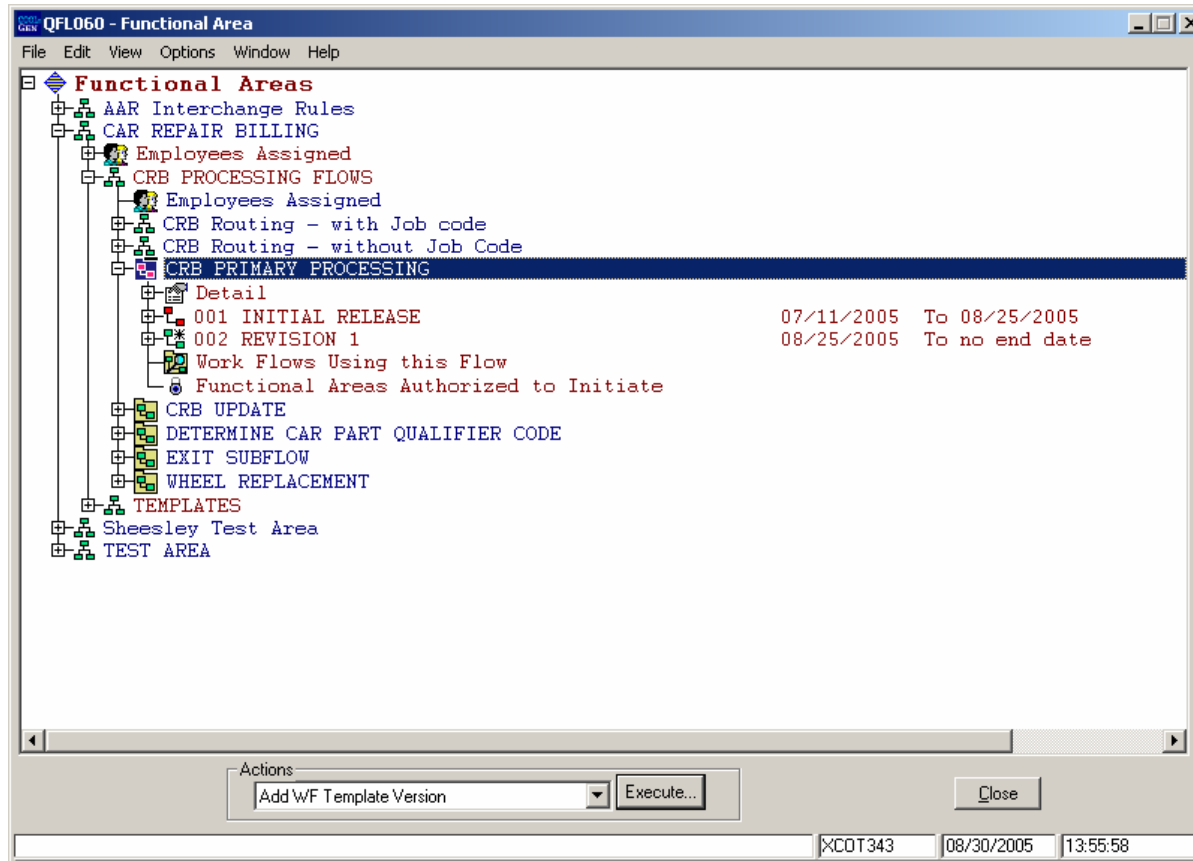 COOL: GEN QFL060 - Functional Area
File Edit View Options Window Help
Functional Areas
AAR Interchange Rules
CAR REPAIR BILLING
Employees Assigned
CRB PROCESSING FLOWS
Employees Assigned
CRB Routing - with Job code
CRB Routing - without Job Code
CRB PRIMARY PROCESSING
Detail
001 INITIAL RELEASE 07/11/2005 To 08/25/2005
002 REVISION 1 08/25/2005 To no end date
Work Flows Using this Flow
Functional Areas Authorized to Initiate
CRB UPDATE
DETERMINE CAR PART QUALIFIER CODE
EXIT SUBFLOW
WHEEL REPLACEMENT
TEMPLATES
Sheesley Test Area
TEST AREA
Actions
Add WF Template Version Execute... Close
XCOT343 08/30/2005 13:55:58